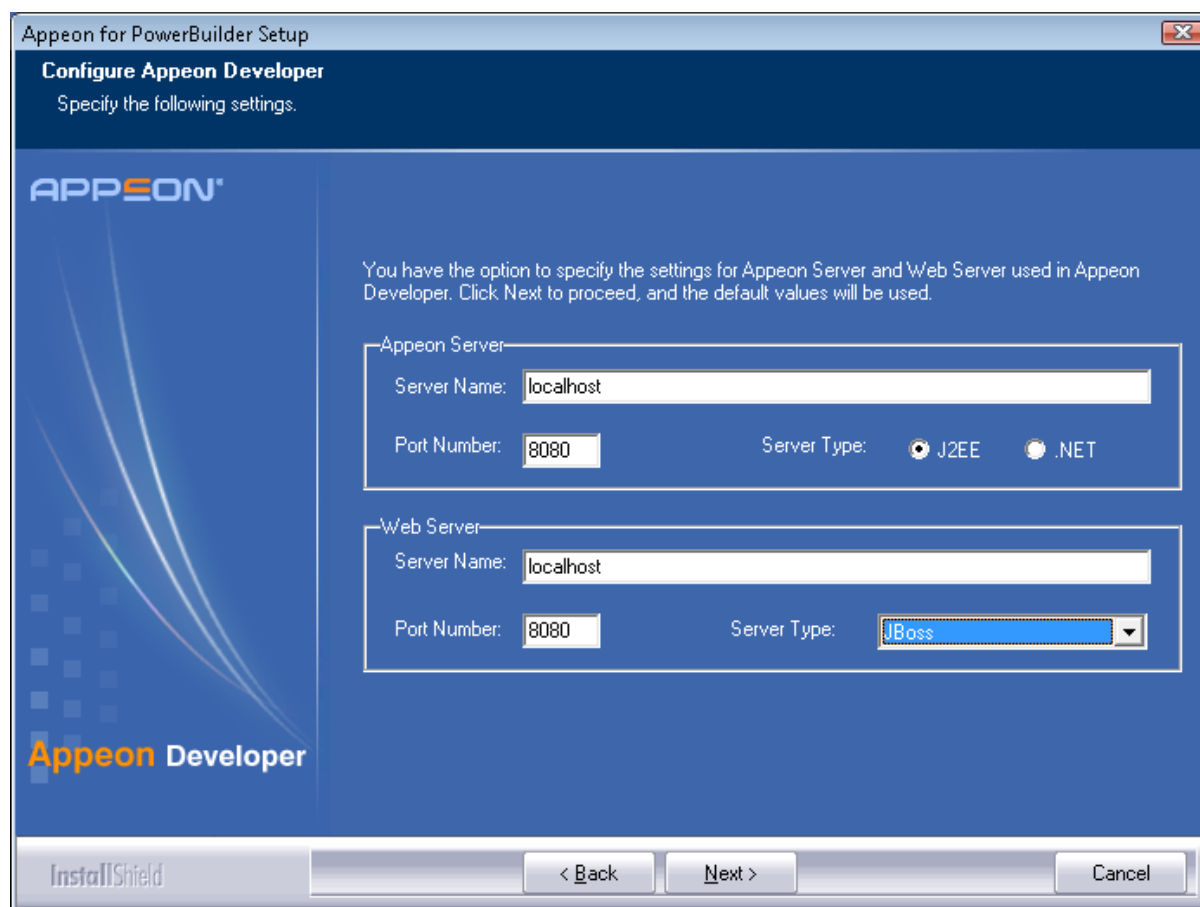 Appeon for PowerBuilder Setup
Configure Appeon Developer
Specify the following settings.
APPEON®
You have the option to specify the settings for Appeon Server and Web Server used in Appeon
Developer. Click Next to proceed, and the default values will be used.
Appeon Server
Server Name: localhost
Port Number: 8080 Server Type: J2EE .NET
Web Server
Server Name: localhost
Port Number: 8080 Server Type: JBoss
Appeon Developer
InstallShield < Back Next > Cancel